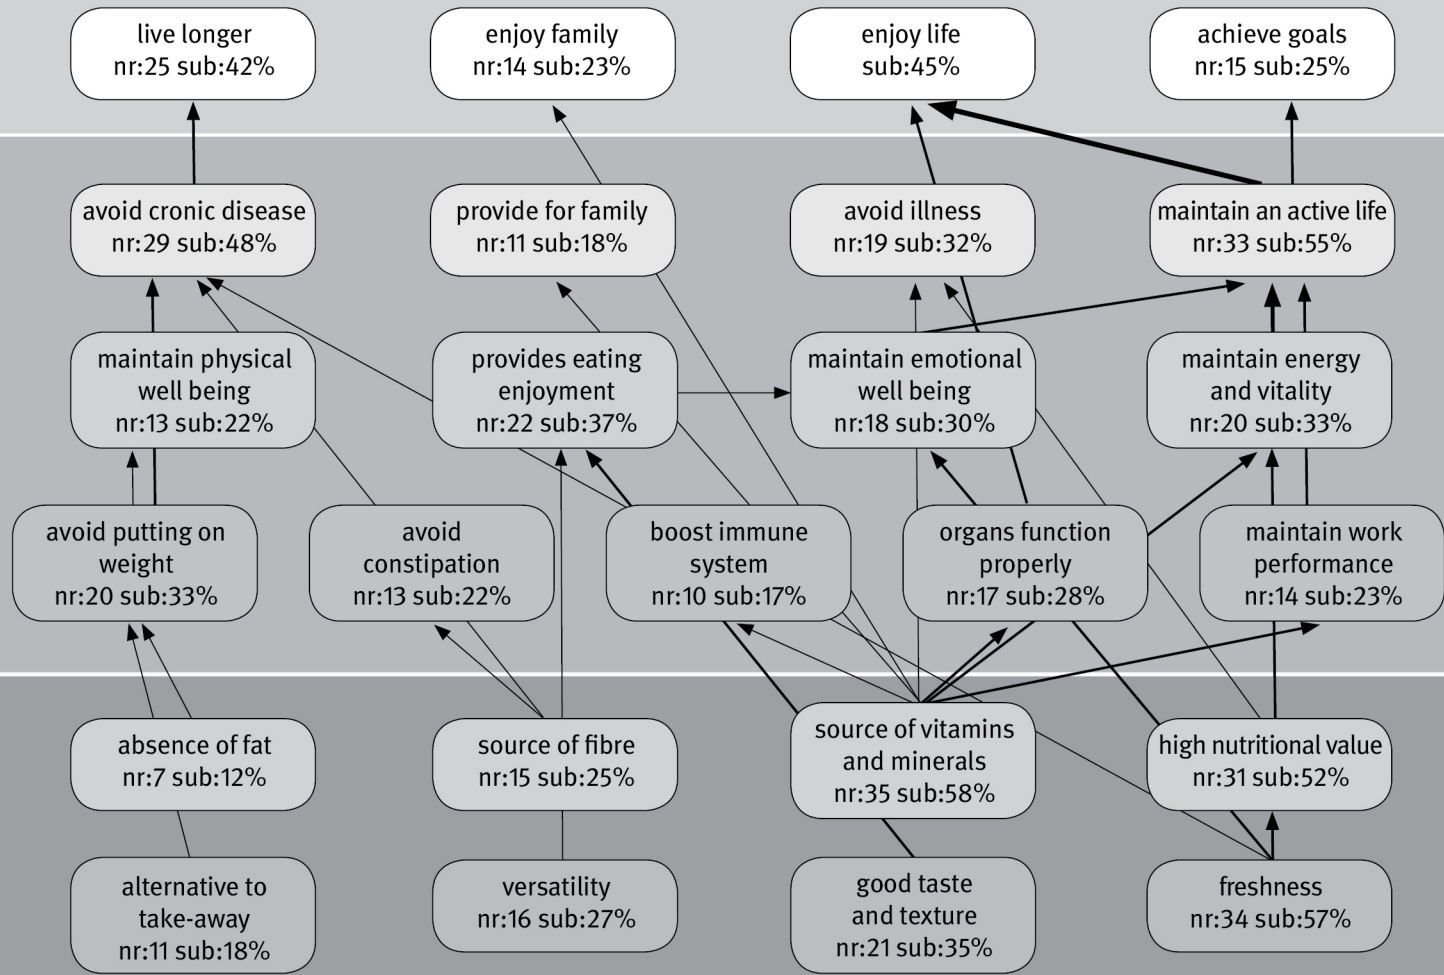 live longer
nr:25 sub:42%
enjoy family
nr:14 sub:23%
enjoy life
sub:45%
achieve goals
nr:15 sub:25%
avoid cronic disease
nr:29 sub:48%
provide for family
nr:11 sub:18%
avoid illness
nr:19 sub:32%
maintain an active life
nr:33 sub:55%
maintain physical
well being
nr:13 sub:22%
provides eating
enjoyment
nr:22 sub:37%
maintain emotional
well being
nr:18 sub:30%
maintain energy
and vitality
nr:20 sub:33%
avoid putting on
weight
nr:20 sub:33%
avoid
constipation
nr:13 sub:22%
boost immune
system
nr:10 sub:17%
organs function
properly
nr:17 sub:28%
maintain work
performance
nr:14 sub:23%
absence of fat
nr:7 sub:12%
source of fibre
nr:15 sub:25%
source of vitamins
and minerals
nr:35 sub:58%
high nutritional value
nr:31 sub:52%
alternative to
take-away
nr:11 sub:18%
versatility
nr:16 sub:27%
good taste
and texture
nr:21 sub:35%
freshness
nr:34 sub:57%